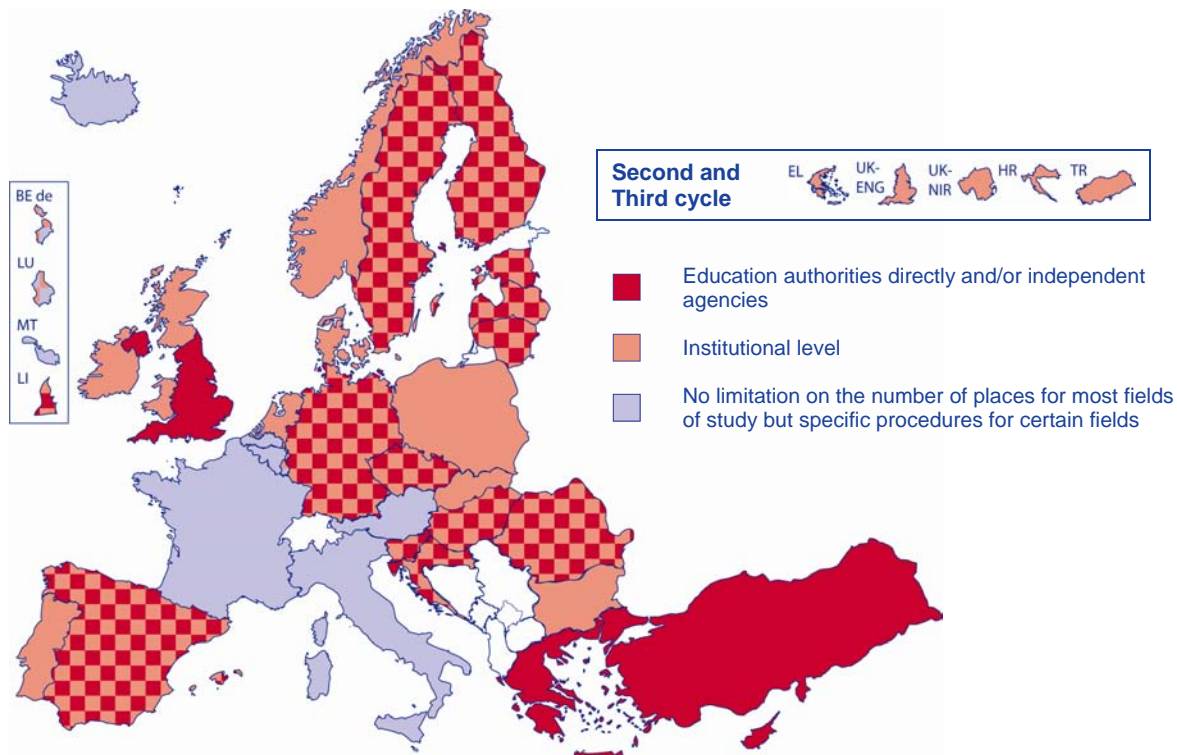 BE de
LU
MT
LI
Second and
Third cycle
EL
UK-
ENG
UK-
NIR
HR
TR
Education authorities directly and/or independent
agencies
Institutional level
No limitation on the number of places for most fields
of study but specific procedures for certain fields